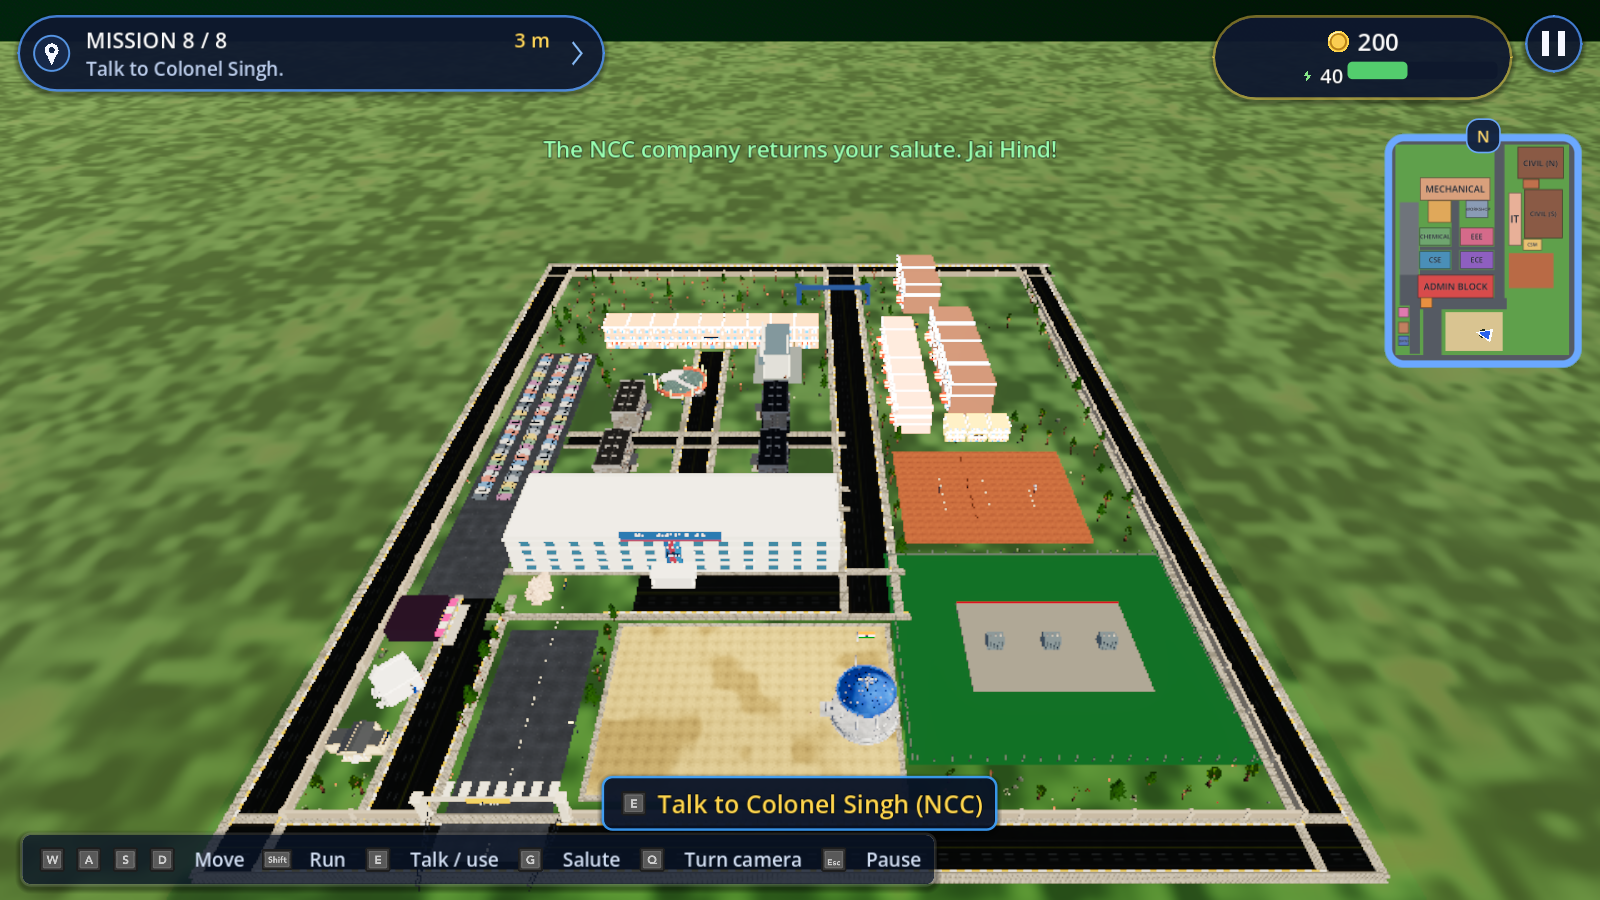 MISSION 8 / 8
3 m
Talk to Colonel Singh.
200
40
The NCC company returns your salute. Jai Hind!
N
CIVIL (N)
MECHANICAL
IT
CIVIL (S)
CHEMICAL
EEE
CSE
ECE
ADMIN BLOCK
E Talk to Colonel Singh (NCC)
W A S D Move Shift Run E Talk / use G Salute Q Turn camera Esc Pause